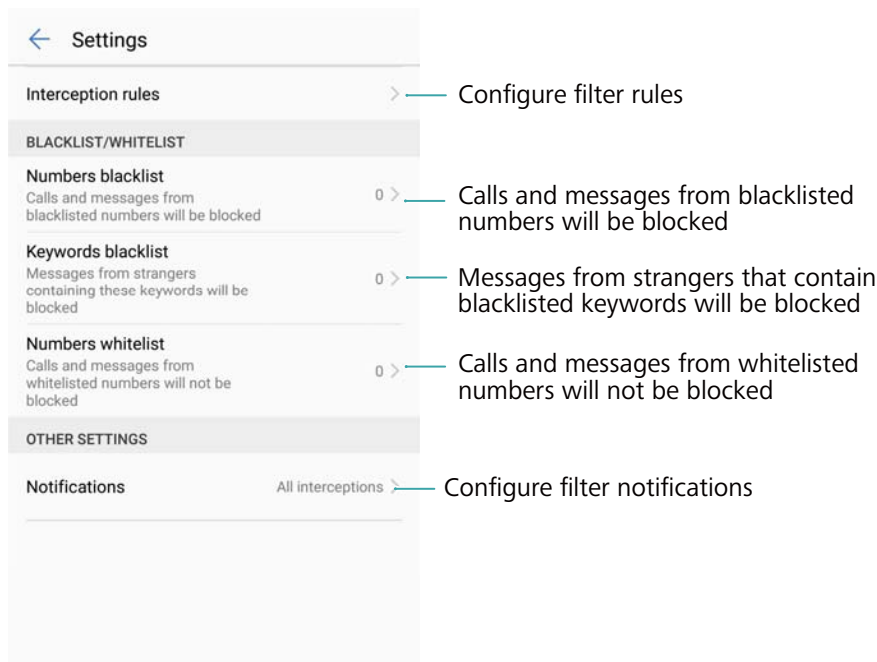 Settings
Interception rules
Configure filter rules
BLACKLIST/WHITELIST
Numbers blacklist
Calls and messages from
blacklisted numbers will be blocked
0
Calls and messages from blacklisted
numbers will be blocked
Keywords blacklist
Messages from strangers
containing these keywords will be
blocked
0
Messages from strangers that contain
blacklisted keywords will be blocked
Numbers whitelist
Calls and messages from
whitelisted numbers will not be
blocked
0
Calls and messages from whitelisted
numbers will not be blocked
OTHER SETTINGS
Notifications
All interceptions
Configure filter notifications